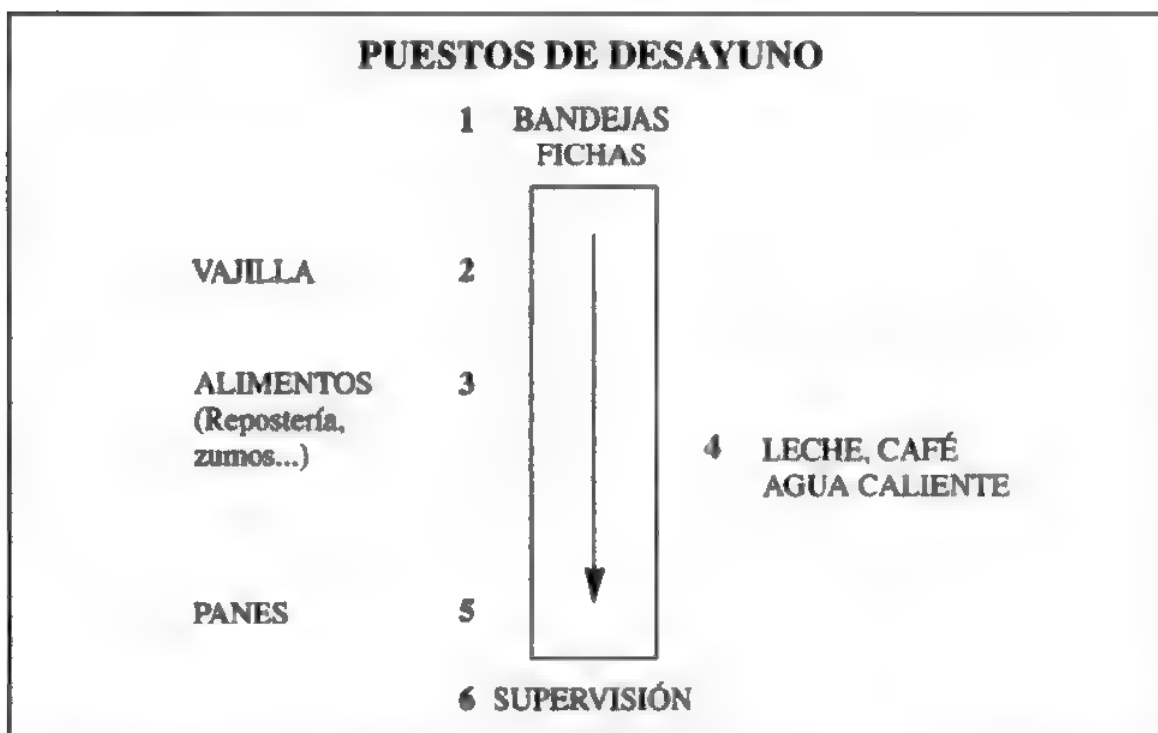 PUESTOS DE DESAYUNO
1 BANDEJAS
FICHAS
VAJILLA 2
ALIMENTOS 3
(Repostería,
zumos...)
4 LECHE, CAFÉ
AGUA CALIENTE
PANES 5
6 SUPERVISIÓN